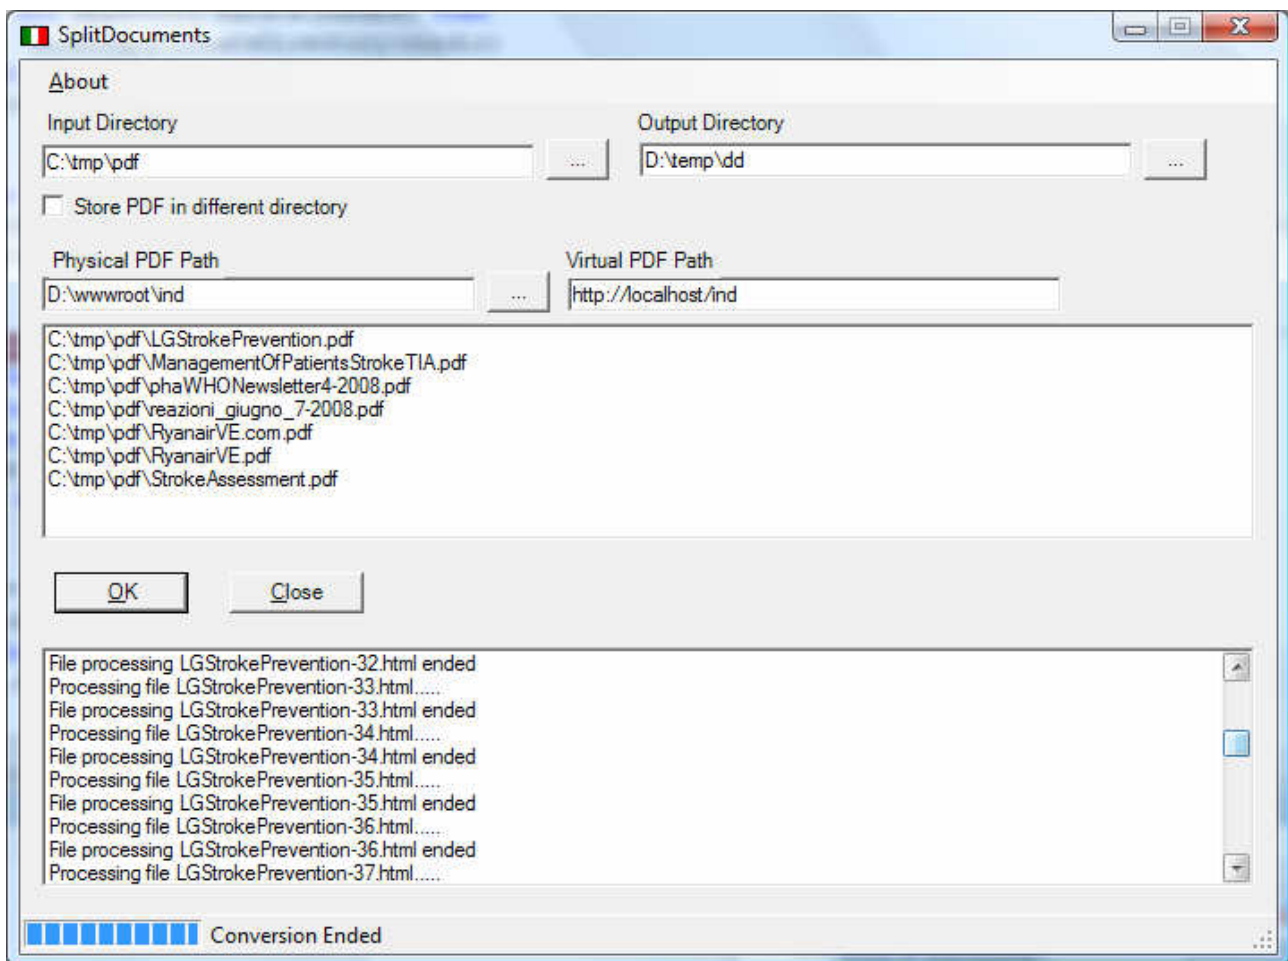 SplitDocuments
About
Input Directory
Output Directory
C:\tmp\pdf
...
D:\temp\dd
...
Store PDF in different directory
Physical PDF Path
Virtual PDF Path
D:\wwwroot\ind
...
http://localhost/ind
C:\tmp\pdf\LGStrokePrevention.pdf
C:\tmp\pdf\ManagementOfPatientsStrokeTIA.pdf
C:\tmp\pdf\phaWHONewsletter4-2008.pdf
C:\tmp\pdf\reazioni_giugno_7-2008.pdf
C:\tmp\pdf\RyanairVE.com.pdf
C:\tmp\pdf\RyanairVE.pdf
C:\tmp\pdf\StrokeAssessment.pdf
OK
Close
File processing LGStrokePrevention-32.html ended
Processing file LGStrokePrevention-33.html.....
File processing LGStrokePrevention-33.html ended
Processing file LGStrokePrevention-34.html.....
File processing LGStrokePrevention-34.html ended
Processing file LGStrokePrevention-35.html.....
File processing LGStrokePrevention-35.html ended
Processing file LGStrokePrevention-36.html.....
File processing LGStrokePrevention-36.html ended
Processing file LGStrokePrevention-37.html.....
Conversion Ended